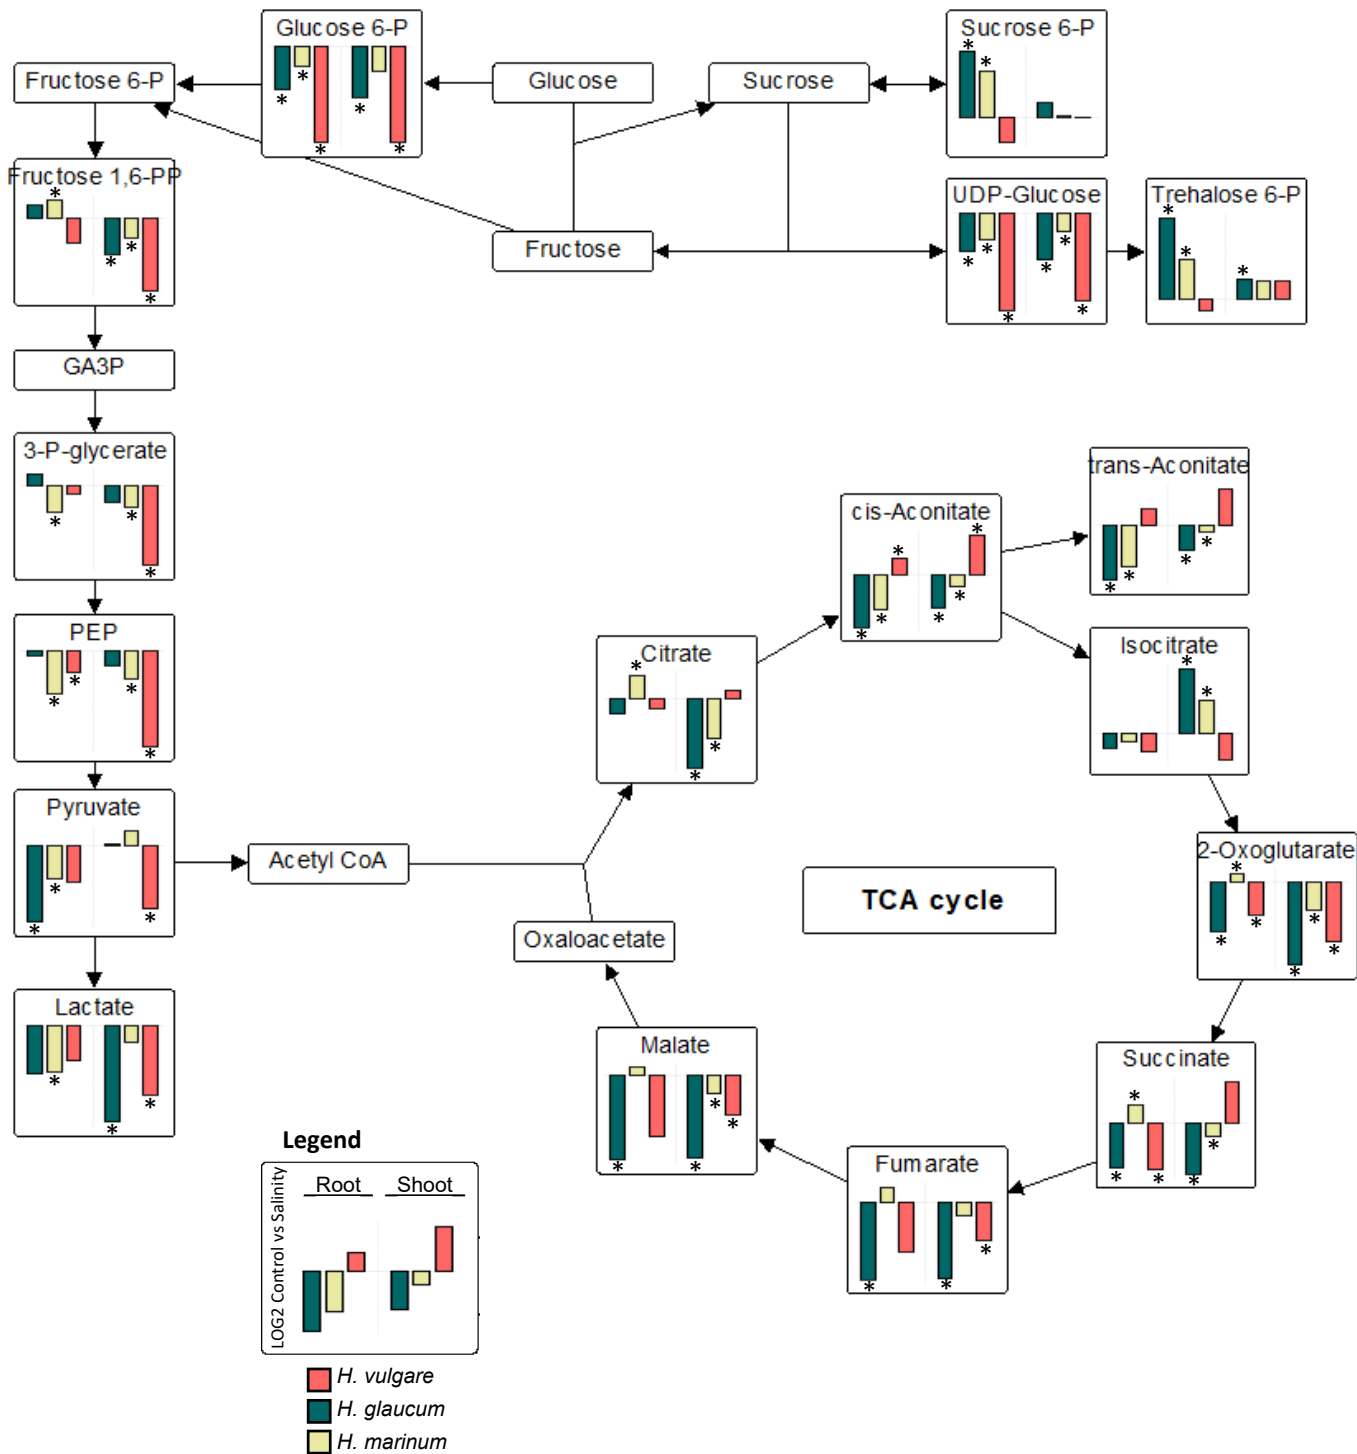 Glucose 6-P
Sucrose 6-P
Fructose 6-P
Glucose
Sucrose
Fructose 1,6-PP
UDP-Glucose
Trehalose 6-P
Fructose
GA3P
3-P-glycerate
trans-Aconitate
cis-Aconitate
PEP
Citrate
Isocitrate
Pyruvate
Acetyl CoA
2-Oxoglutarate
TCA cycle
Oxaloacetate
Lactate
Malate
Succinate
Fumarate
Legend
LOG2 Control vs Salinity
Root
Shoot
H. vulgare
H. glaucum
H. marinum